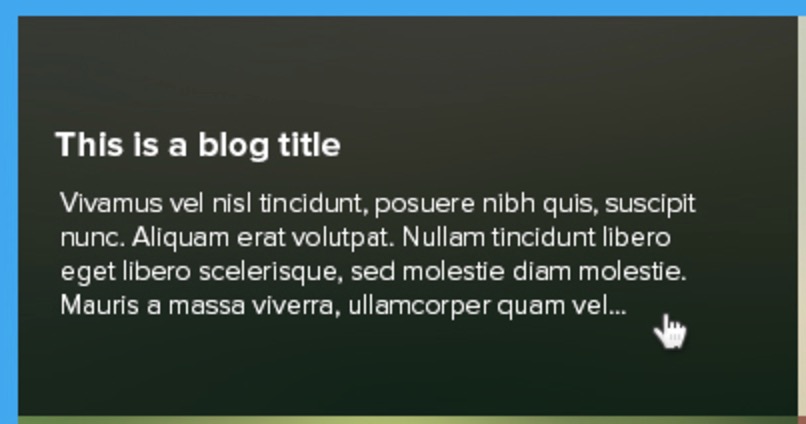 This is a blog title
Vivamus vel nisl tincidunt, posuere nibh quis, suscipit
nunc. Aliquam erat volutpat. Nullam tincidunt libero
eget libero scelerisque, sed molestie diam molestie.
Mauris a massa viverra, ullamcorper quam vel...